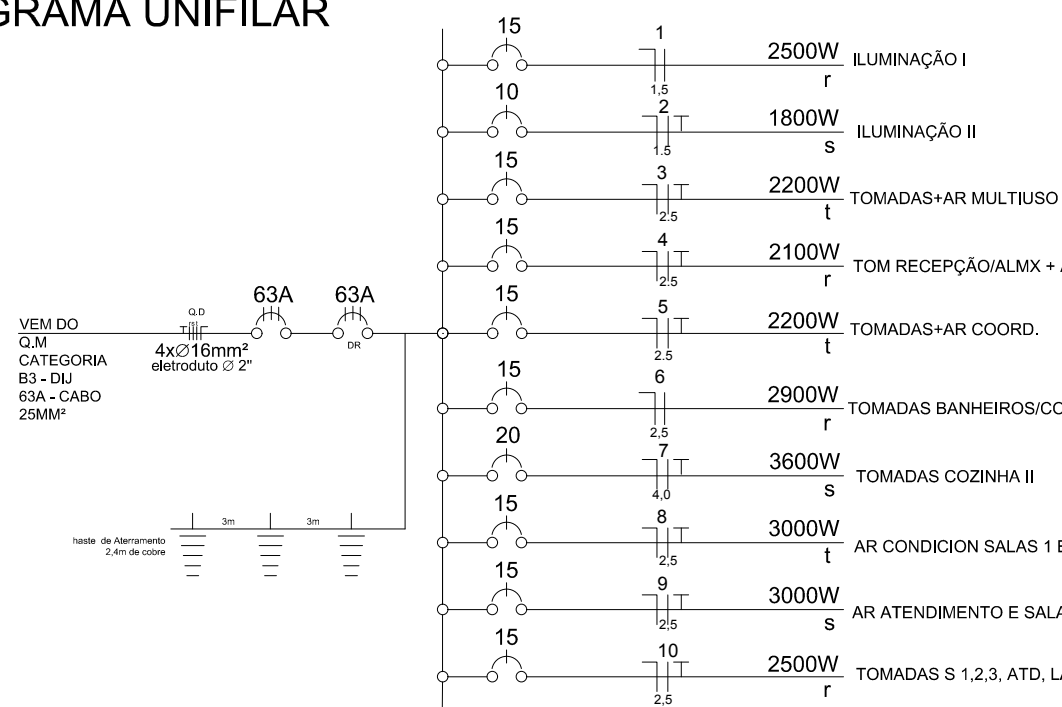 GRAMA UNIFILAR
15
1
2500W
ILUMINAÇÃO I
1,5
r
10
2
1800W
ILUMINAÇÃO II
1.5
s
15
3
2200W
TOMADAS+AR MULTIUSO
2.5
t
15
4
2100W
TOM RECEPÇÃO/ALMX +
2.5
r
15
5
2200W
TOMADAS+AR COORD.
2.5
t
15
6
2900W
TOMADAS BANHEIROS/CO
2,5
r
20
7
3600W
TOMADAS COZINHA II
4,0
s
15
8
3000W
AR CONDICION SALAS 1 E
2,5
t
15
9
3000W
AR ATENDIMENTO E SALA
2,5
s
15
10
2500W
TOMADAS S 1,2,3, ATD, LA
2,5
r
VEM DO
Q.M
CATEGORIA
B3 - DIJ
63A - CABO
25MM²
Q.D
4xØ16mm²
eletroduto Ø 2"
63A
63A
DR
3m
3m
haste de Aterramento
2,4m de cobre